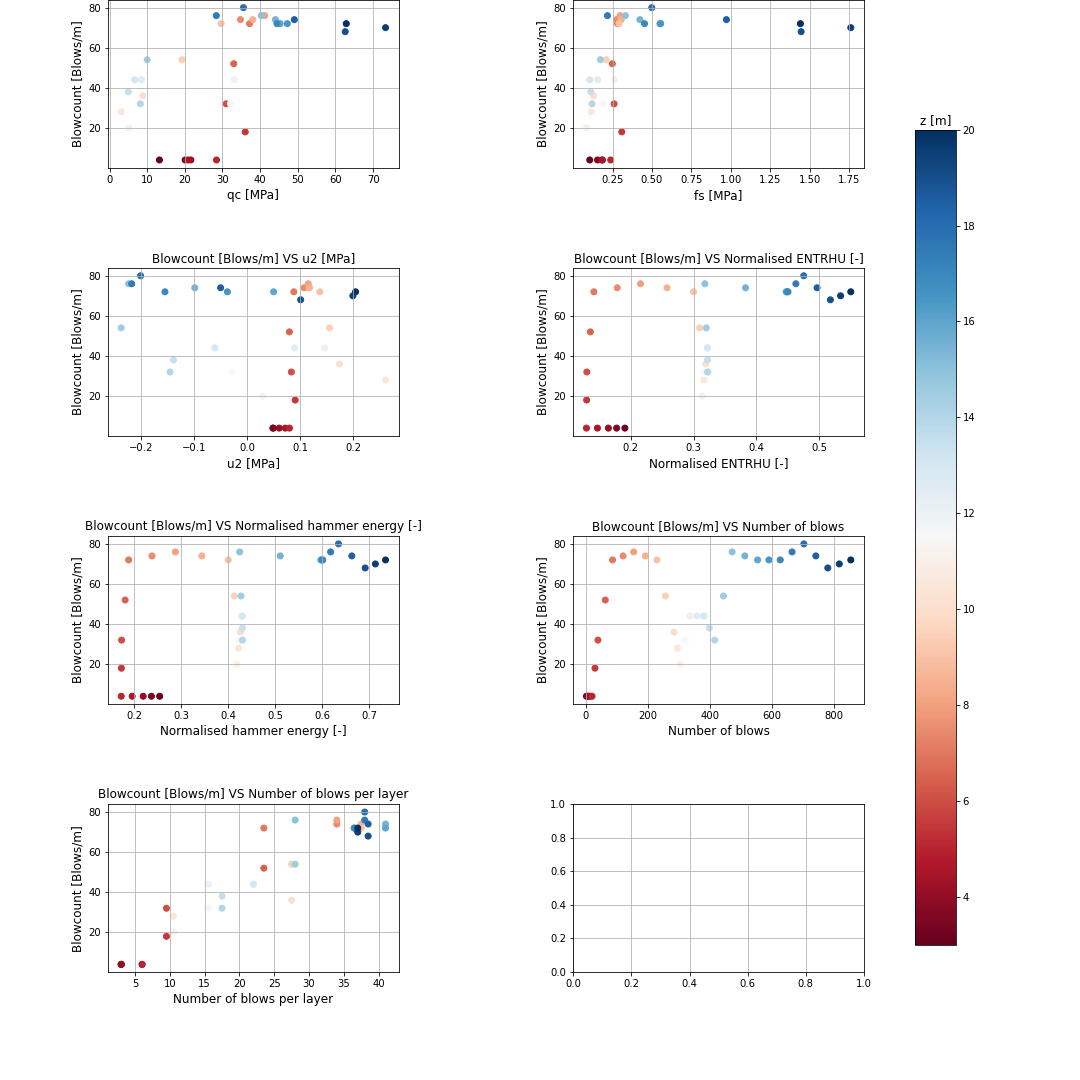 80
60
40
20
Blowcount [Blows/m]
0 10 20 30 40 50 60 70
qc [MPa]
80
60
40
20
Blowcount [Blows/m]
0.25 0.50 0.75 1.00 1.25 1.50 1.75
fs [MPa]
z [m]
20
18
16
14
12
10
8
6
4
Blowcount [Blows/m] VS u2 [MPa]
80
60
40
20
Blowcount [Blows/m]
−0.2 −0.1 0.0 0.1 0.2
u2 [MPa]
Blowcount [Blows/m] VS Normalised ENTRHU [-]
80
60
40
20
Blowcount [Blows/m]
0.2 0.3 0.4 0.5
Normalised ENTRHU [-]
Blowcount [Blows/m] VS Normalised hammer energy [-]
80
60
40
20
Blowcount [Blows/m]
0.2 0.3 0.4 0.5 0.6 0.7
Normalised hammer energy [-]
Blowcount [Blows/m] VS Number of blows
80
60
40
20
Blowcount [Blows/m]
0 200 400 600 800
Number of blows
Blowcount [Blows/m] VS Number of blows per layer
80
60
40
20
Blowcount [Blows/m]
5 10 15 20 25 30 35 40
Number of blows per layer
1.0
0.8
0.6
0.4
0.2
0.0
0.0 0.2 0.4 0.6 0.8 1.0